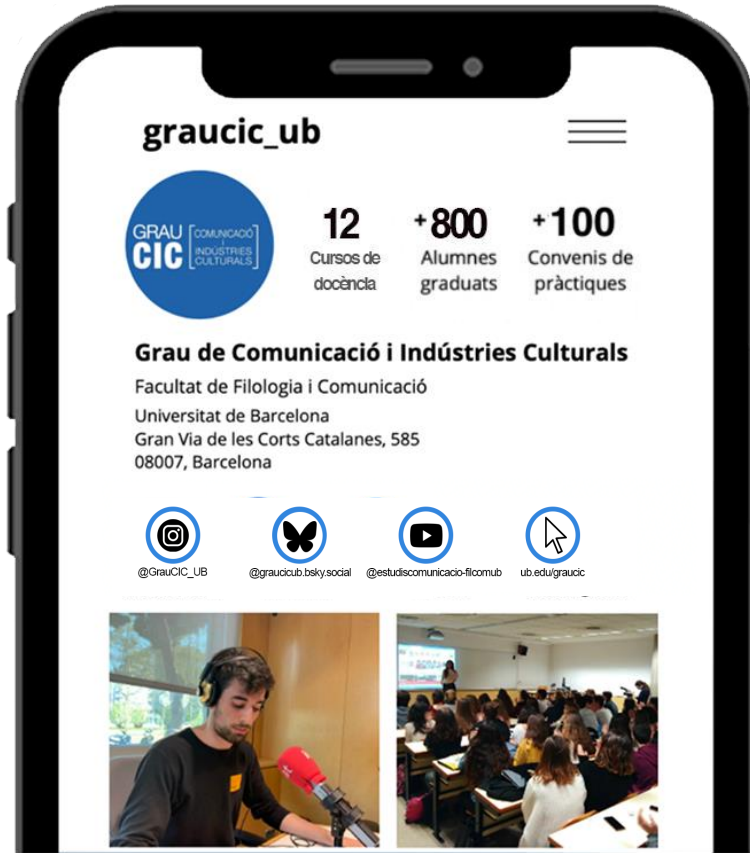 graucic_ub
GRAU
CIC
COMUNICACIÓ
i
INDÚSTRIES
CULTURALS
12
Cursos de
docència
+800
Alumnes
graduats
+100
Convenis de
pràctiques
Grau de Comunicació i Indústries Culturals
Facultat de Filologia i Comunicació
Universitat de Barcelona
Gran Via de les Corts Catalanes, 585
08007, Barcelona
@GrauCIC_UB
@graucicub.bsky.social
@estudiscomunicacio-filcomub
ub.edu/graucic